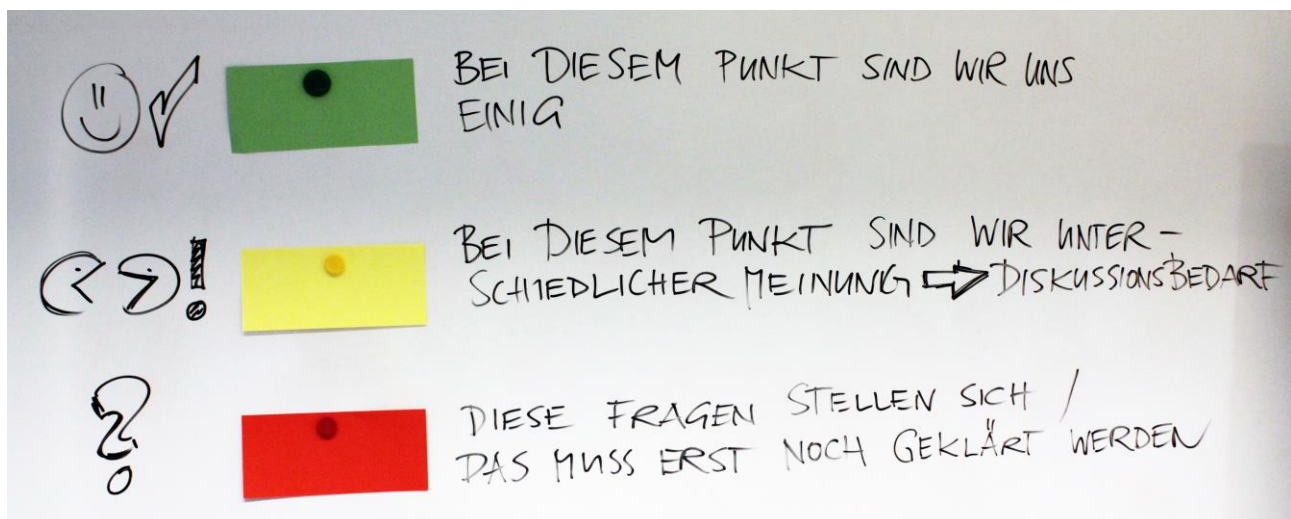 BEI DIESEM PUNKT SIND WIR UNS
EINIG
BEI DIESEM PUNKT SIND WIR UNTER-
SCHIEDLICHER MEINUNG ⇨ DISKUSSIONSBEDARF
DIESE FRAGEN STELLEN SICH /
DAS MUSS ERST NOCH GEKLÄRT WERDEN